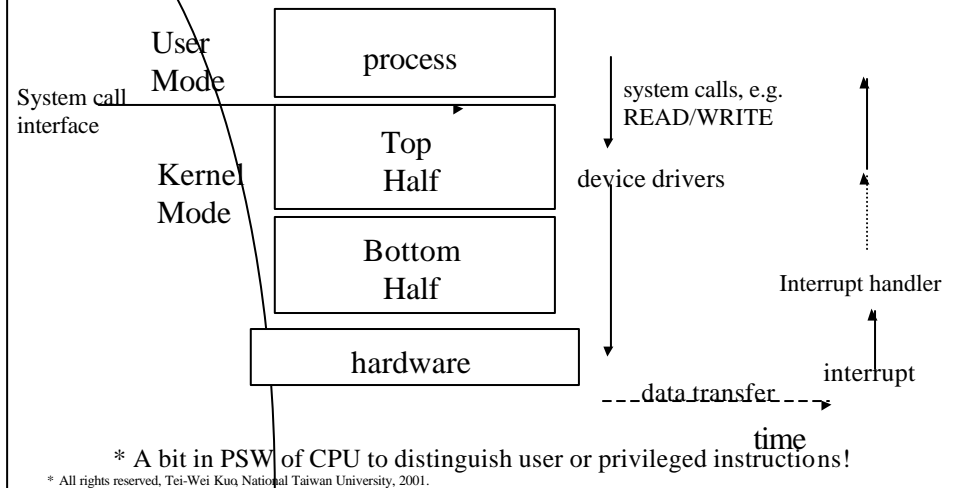 User
Mode
process
System call
interface
system calls, e.g.
READ/WRITE
Top
Half
Kernel
Mode
device drivers
Bottom
Half
Interrupt handler
hardware
interrupt
data transfer
time
* A bit in PSW of CPU to distinguish user or privileged instructions!
* All rights reserved, Tei-Wei Kuo, National Taiwan University, 2001.